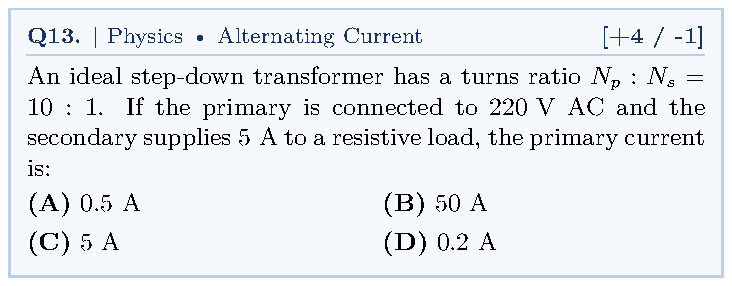 Q13. | Physics • Alternating Current [+4 / -1]
An ideal step-down transformer has a turns ratio Nₚ : Nₛ =
10 : 1. If the primary is connected to 220 V AC and the
secondary supplies 5 A to a resistive load, the primary current
is:
(A) 0.5 A (B) 50 A
(C) 5 A (D) 0.2 A